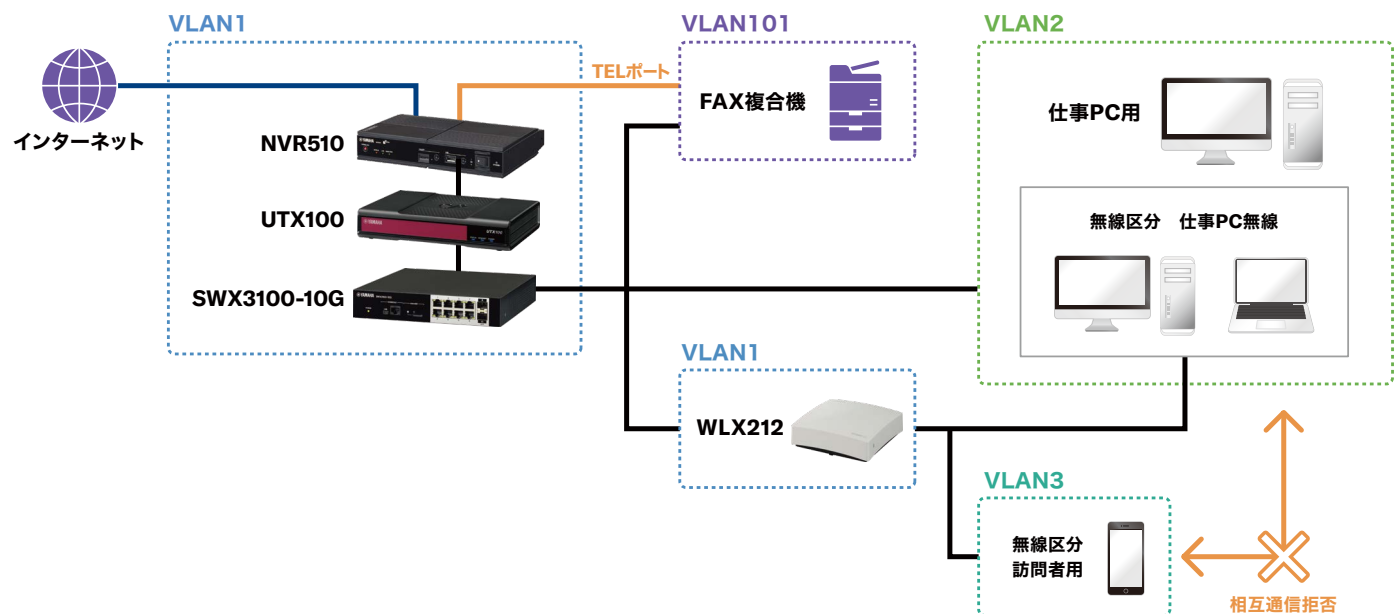 VLAN1
VLAN101
VLAN2
TELポート
インターネット
NVR510
FAX複合機
仕事PC用
UTX100
無線区分 仕事PC無線
SWX3100-10G
VLAN1
WLX212
VLAN3
無線区分
訪問者用
相互通信拒否